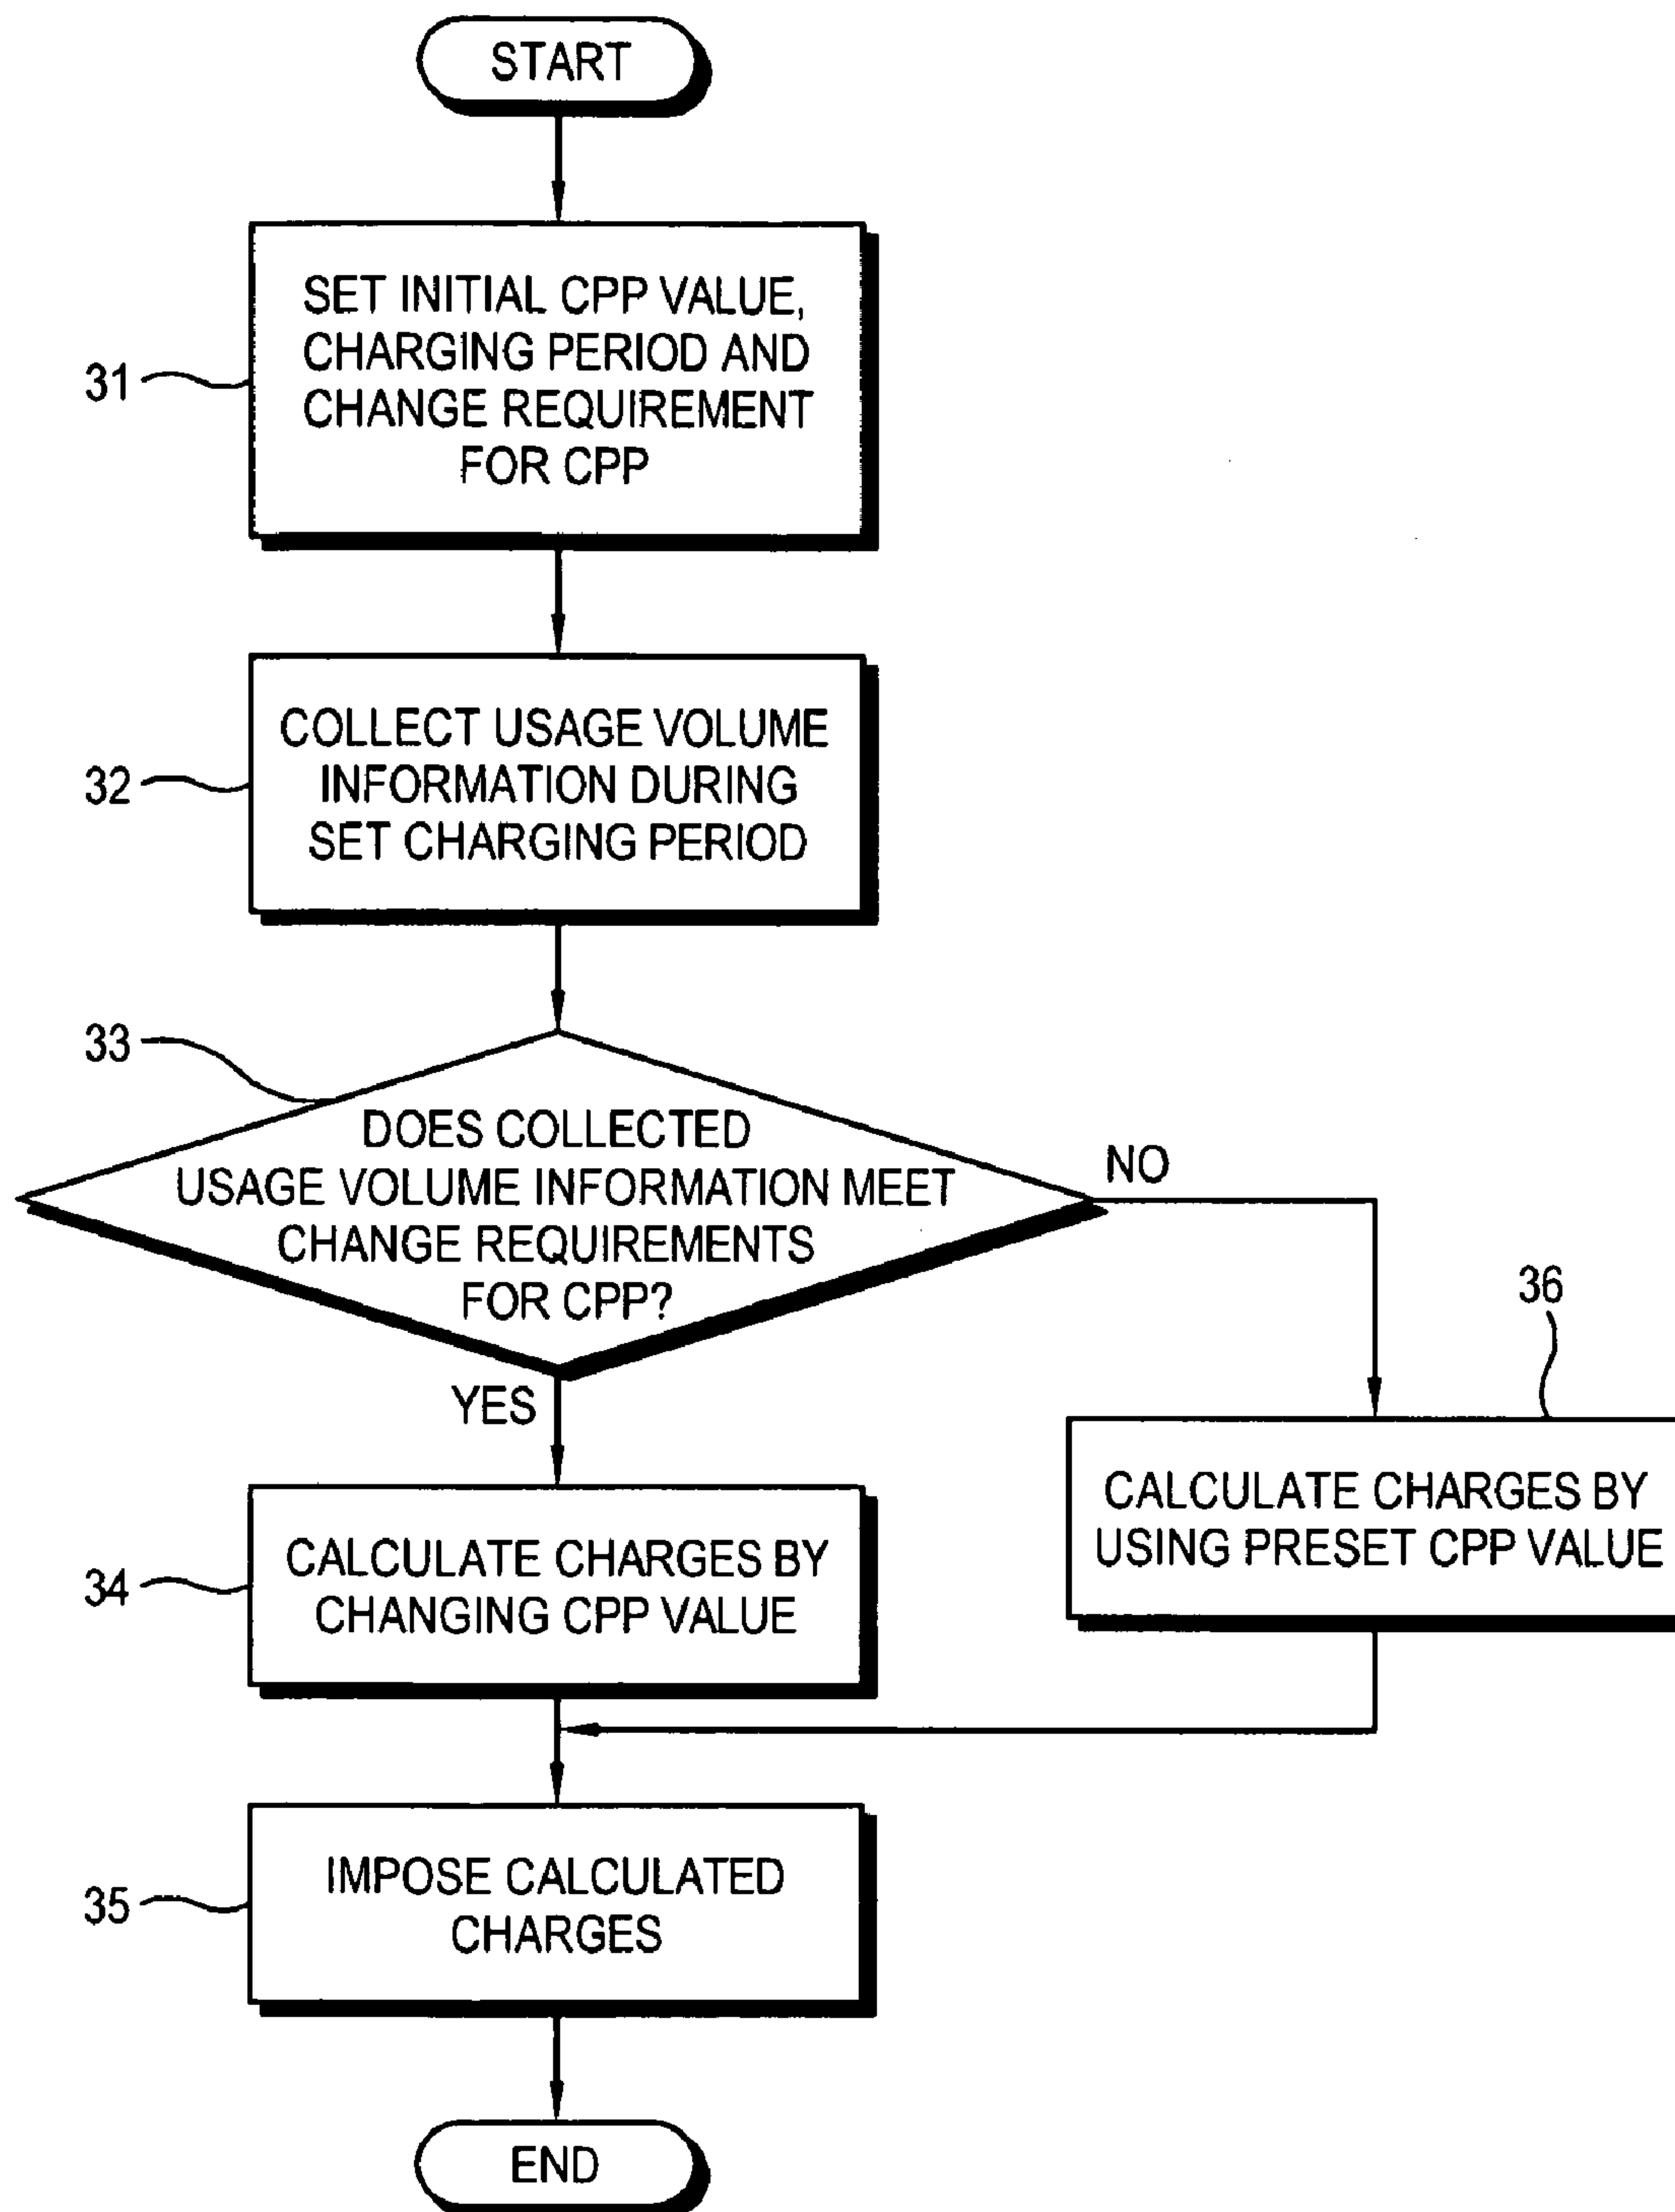 START
31
SET INITIAL CPP VALUE,
CHARGING PERIOD AND
CHANGE REQUIREMENT
FOR CPP
32
COLLECT USAGE VOLUME
INFORMATION DURING
SET CHARGING PERIOD
33
DOES COLLECTED
USAGE VOLUME INFORMATION MEET
CHANGE REQUIREMENTS
FOR CPP?
NO
YES
36
CALCULATE CHARGES BY
USING PRESET CPP VALUE
34
CALCULATE CHARGES BY
CHANGING CPP VALUE
35
IMPOSE CALCULATED
CHARGES
END